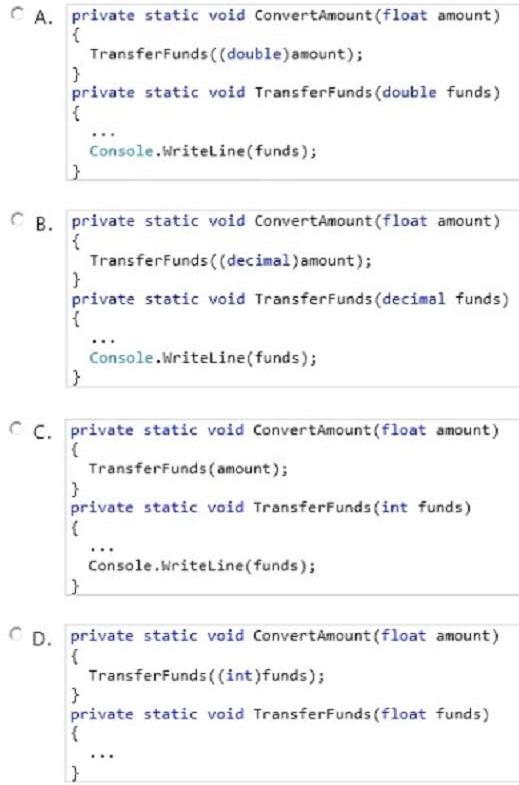 A. private static void ConvertAmount(float amount)
{
TransferFunds((double)amount);
}
private static void TransferFunds(double funds)
{
...
Console.WriteLine(funds);
}
B. private static void ConvertAmount(float amount)
{
TransferFunds((decimal)amount);
}
private static void TransferFunds(decimal funds)
{
...
Console.WriteLine(funds);
}
C. private static void ConvertAmount(float amount)
{
TransferFunds(amount);
}
private static void TransferFunds(int funds)
{
...
Console.WriteLine(funds);
}
D. private static void ConvertAmount(float amount)
{
TransferFunds((int)funds);
}
private static void TransferFunds(float funds)
{
...
}